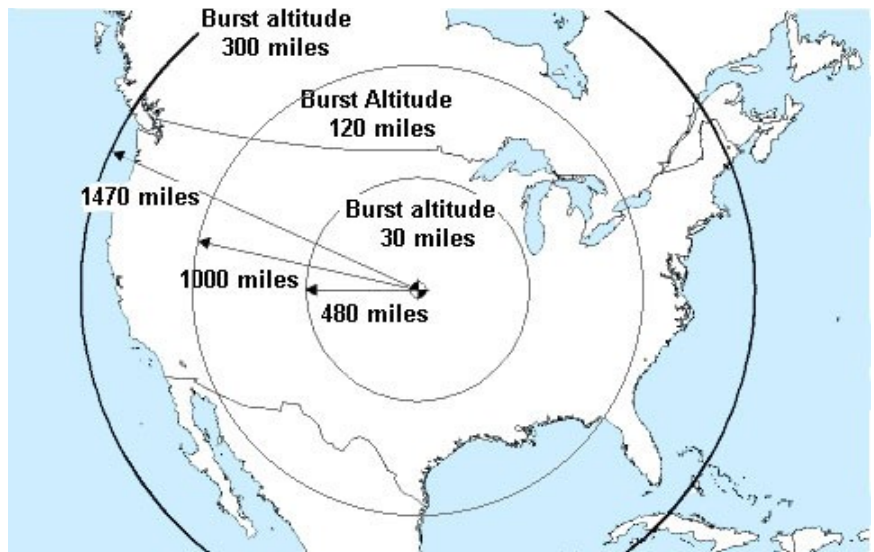 Burst altitude
300 miles
Burst Altitude
120 miles
1470 miles
Burst altitude
30 miles
1000 miles
480 miles